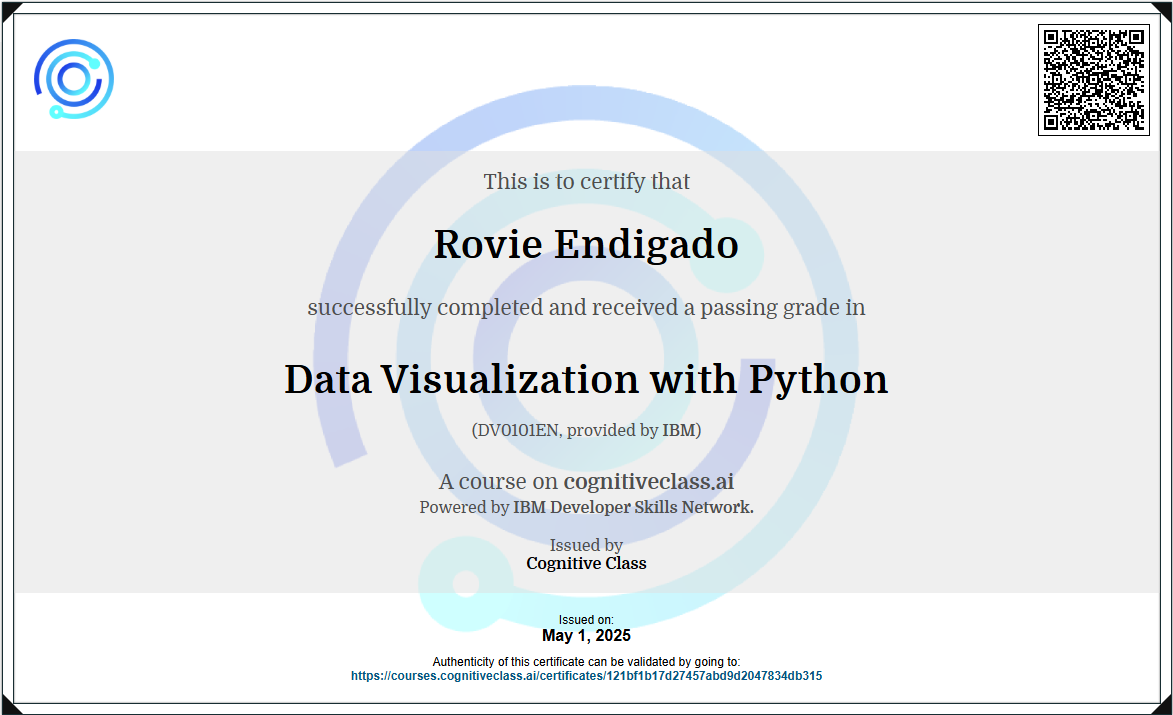 This is to certify that
Rovie Endigado
successfully completed and received a passing grade in
Data Visualization with Python
(DV0101EN, provided by IBM)
A course on cognitiveclass.ai
Powered by IBM Developer Skills Network.
Issued by
Cognitive Class
Issued on:
May 1, 2025
Authenticity of this certificate can be validated by going to:
https://courses.cognitiveclass.ai/certificates/121bf1b17d27457abd9d2047834db315